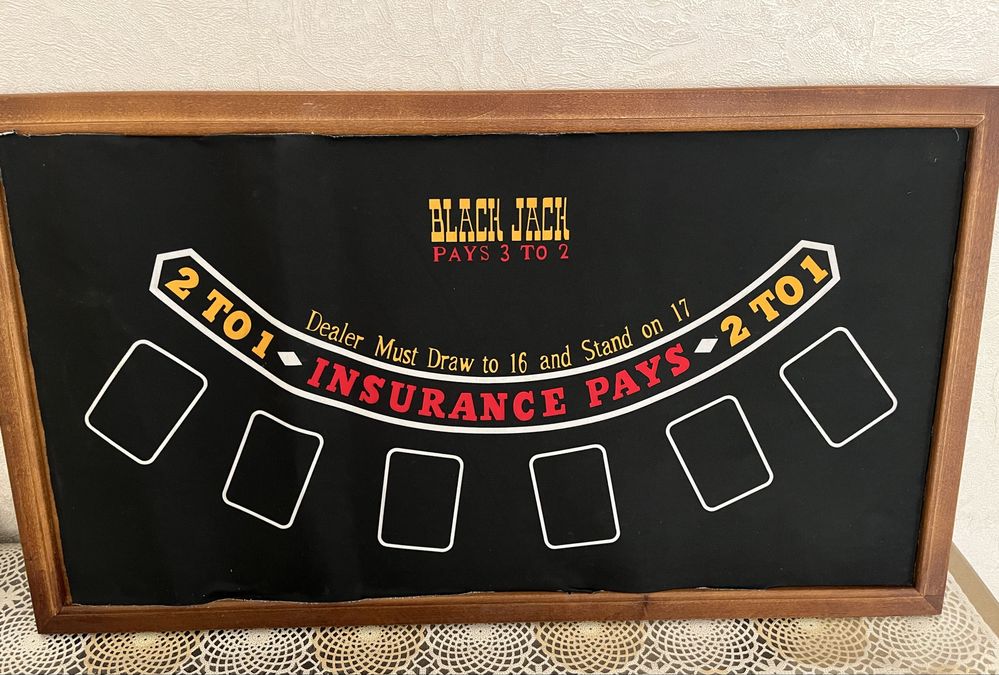 BLACK JACK
PAYS 3 TO 2
Dealer Must Draw to 16 and Stand on 17
2 TO 1 INSURANCE PAYS 2 TO 1